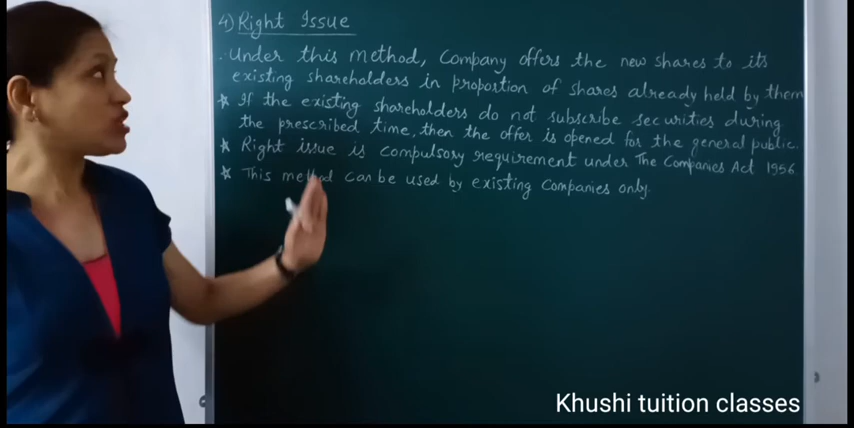 4) Right Issue
. Under this method, Company offers the new shares to its
existing shareholders in proportion of shares already held by them
* If the existing shareholders do not subscribe securities during
the prescribed time, then the offer is opened for the general public.
* Right issue is compulsory requirement under The Companies Act 1956.
* This method can be used by existing Companies only.
Khushi tuition classes